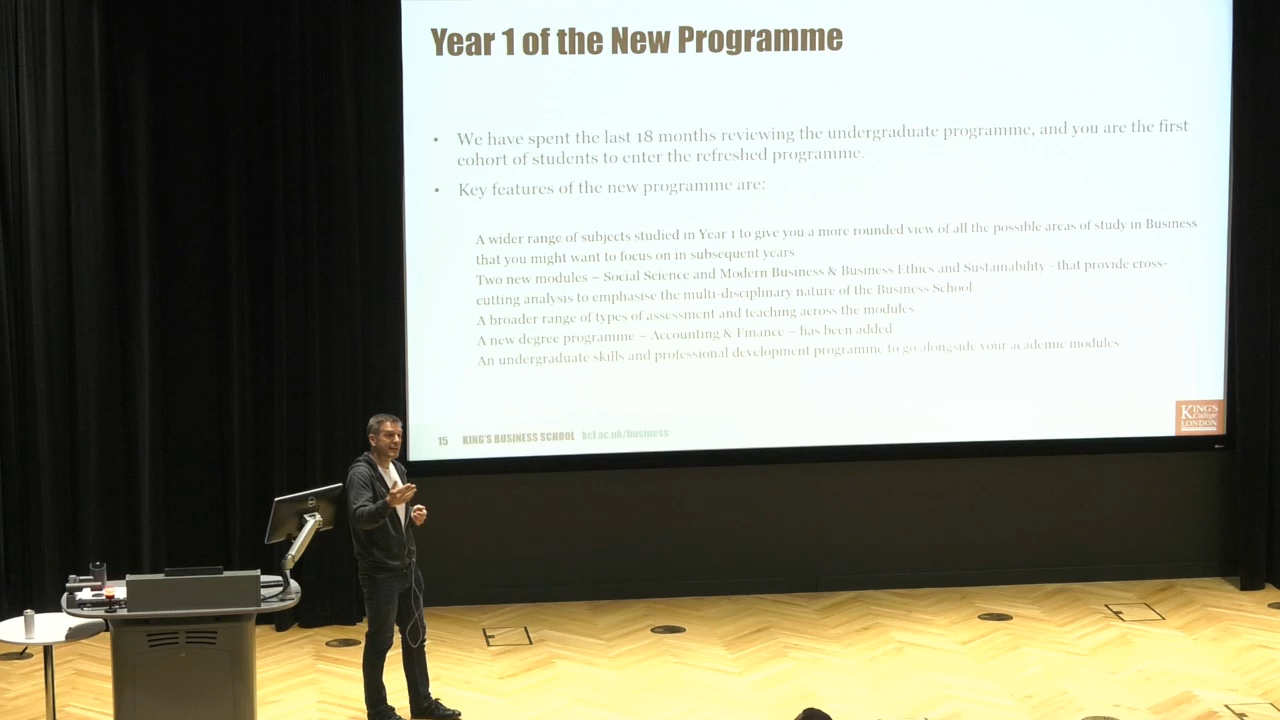 Year 1 of the New Programme
• We have spent the last 18 months reviewing the undergraduate programme, and you are the first
cohort of students to enter the refreshed programme.
• Key features of the new programme are:
A wider range of subjects studied in Year 1 to give you a more rounded view of all the possible areas of study in Business
that you might want to focus on in subsequent years
Two new modules – Social Science and Modern Business & Business Ethics and Sustainability - that provide cross-
cutting analysis to emphasise the multi-disciplinary nature of the Business School
A broader range of types of assessment and teaching across the modules
A new degree programme – Accounting & Finance – has been added
An undergraduate skills and professional development programme to go alongside your academic modules
15 KING'S BUSINESS SCHOOL kcl.ac.uk/business
KING'S
College
LONDON